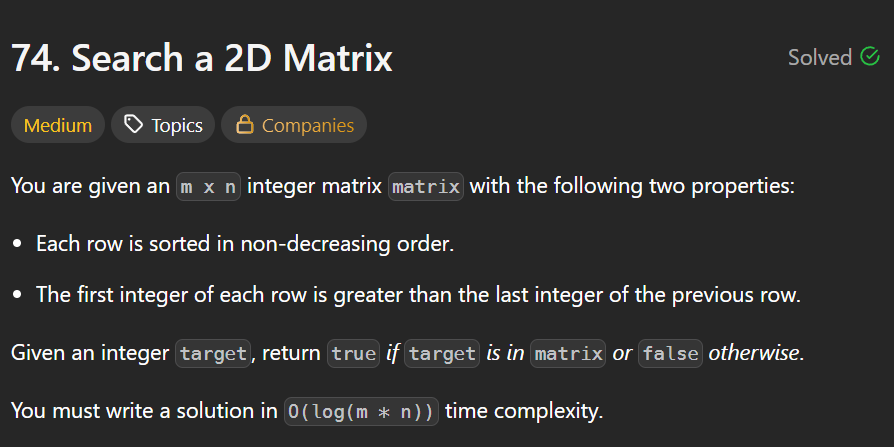 74. Search a 2D Matrix
Solved
Medium Topics Companies
You are given an m x n integer matrix matrix with the following two properties:
• Each row is sorted in non-decreasing order.
• The first integer of each row is greater than the last integer of the previous row.
Given an integer target, return true if target is in matrix or false otherwise.
You must write a solution in O(log(m * n)) time complexity.